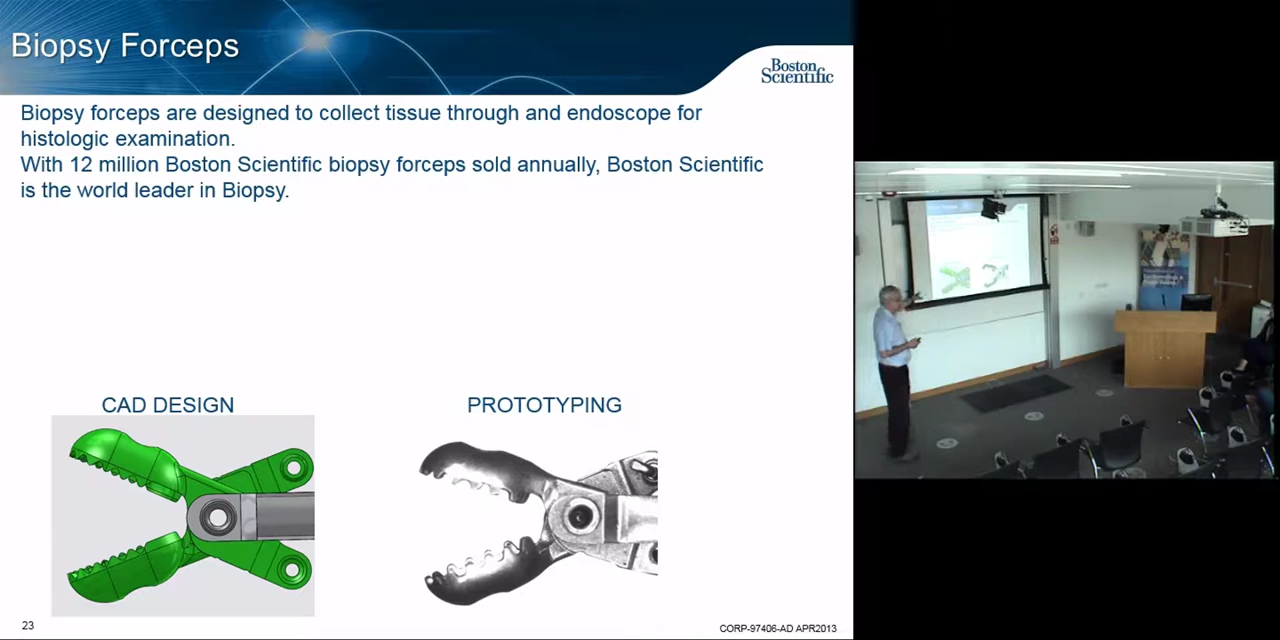 Biopsy Forceps
Boston
Scientific
Biopsy forceps are designed to collect tissue through and endoscope for
histologic examination.
With 12 million Boston Scientific biopsy forceps sold annually, Boston Scientific
is the world leader in Biopsy.
CAD DESIGN
PROTOTYPING
23
CORP-97406-AD APR2013